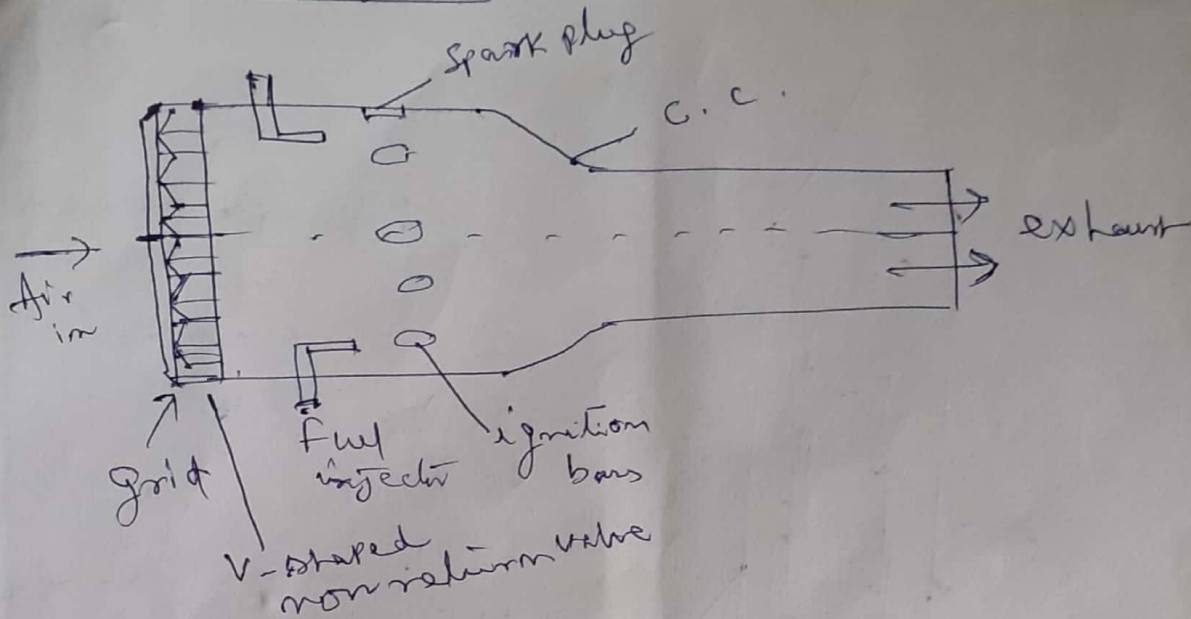 Spark plug
C.C.
Air
in
exhaust
Fuel
injector
ignition
bars
grid
V-shaped
non return valve